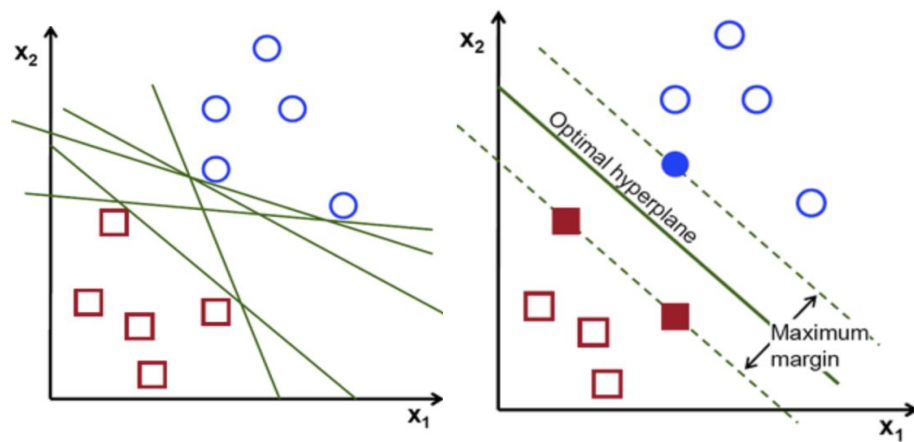 x₂
x₁
x₂
Optimal hyperplane
Maximum
margin
x₁